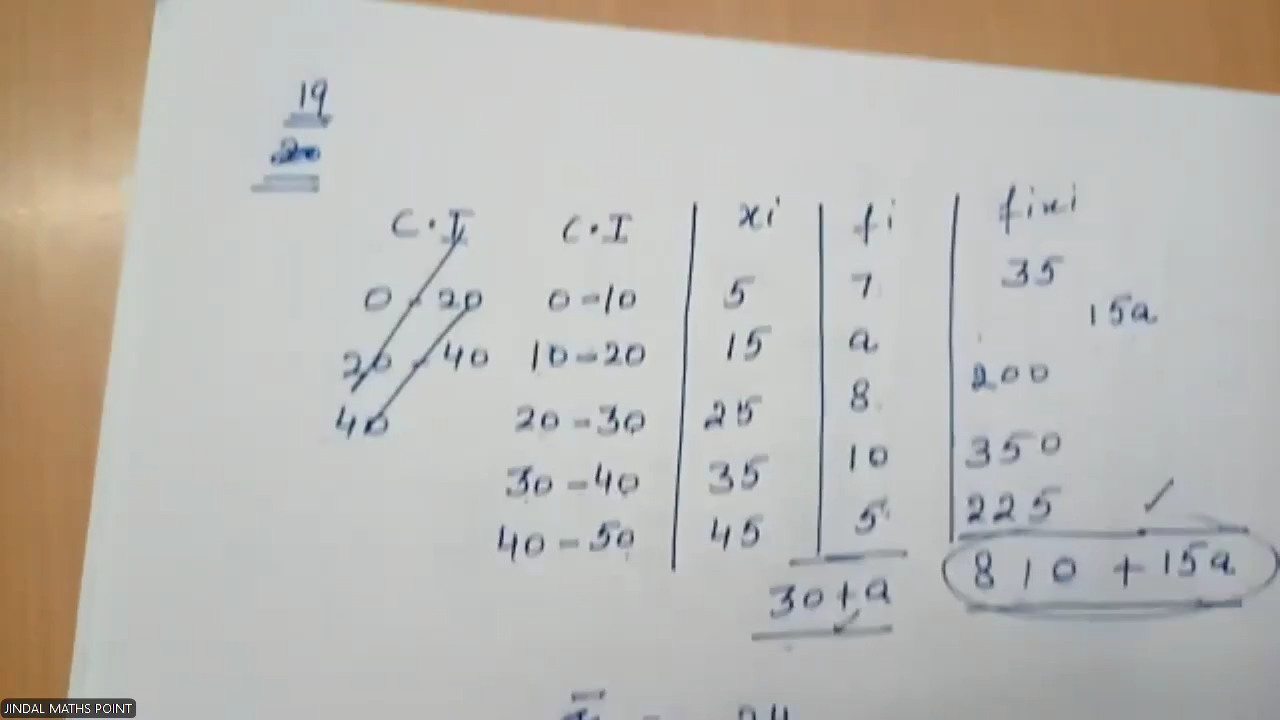 19
20
C.I C.I xi fi fixi
0-20 0-10 5 7 35
15a
20-40 10-20 15 a
40 20-30 25 8 200
30-40 35 10 350
40-50 45 5 225
30+a 810+15a
JINDAL MATHS POINT